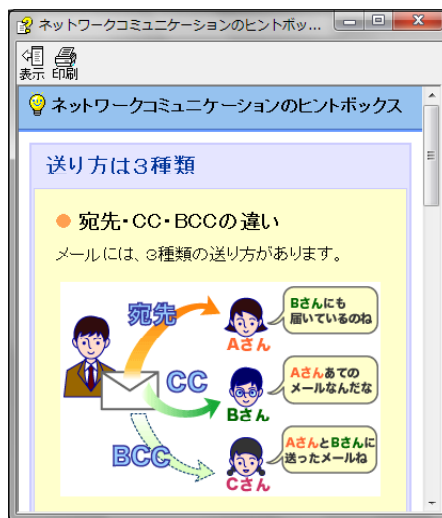 ネットワークコミュニケーションのヒントボッ...
表示 印刷
ネットワークコミュニケーションのヒントボックス
送り方は3種類
宛先・CC・BCCの違い
メールには、3種類の送り方があります。
宛先
Aさん
Bさんにも
届いているのね
CC
Bさん
Aさんあての
メールなんだな
BCC
Cさん
AさんとBさんに
送ったメールね